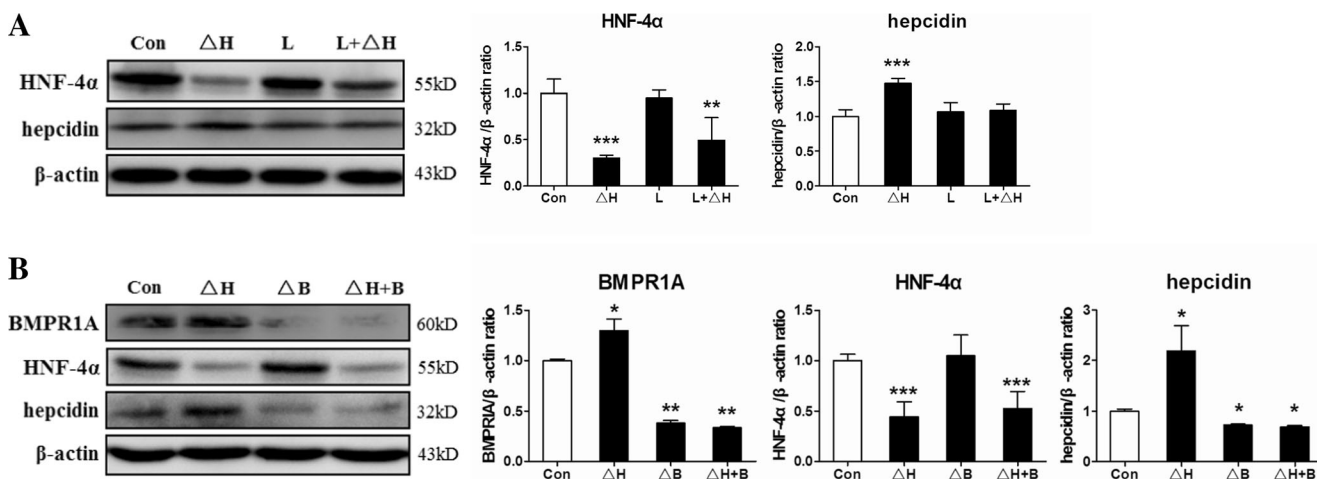 A
Con △H L L+△H
HNF-4α 55kD
hepcidin 32kD
β-actin 43kD
HNF-4α
HNF-4α/β-actin ratio
1.5
1.0
0.5
0.0
***
**
Con △H L L+△H
hepcidin
hepcidin/β-actin ratio
2.0
1.5
1.0
0.5
0.0
***
Con △H L L+△H
B
Con △H △B △H+B
BMPR1A 60kD
HNF-4α 55kD
hepcidin 32kD
β-actin 43kD
BMPR1A
BMPRIA/β-actin ratio
1.5
1.0
0.5
0.0
*
**
**
Con △H △B △H+B
HNF-4α
HNF-4α/β-actin ratio
1.5
1.0
0.5
0.0
***
***
Con △H △B △H+B
hepcidin
hepcidin/β-actin ratio
3
2
1
0
*
*
*
Con △H △B △H+B